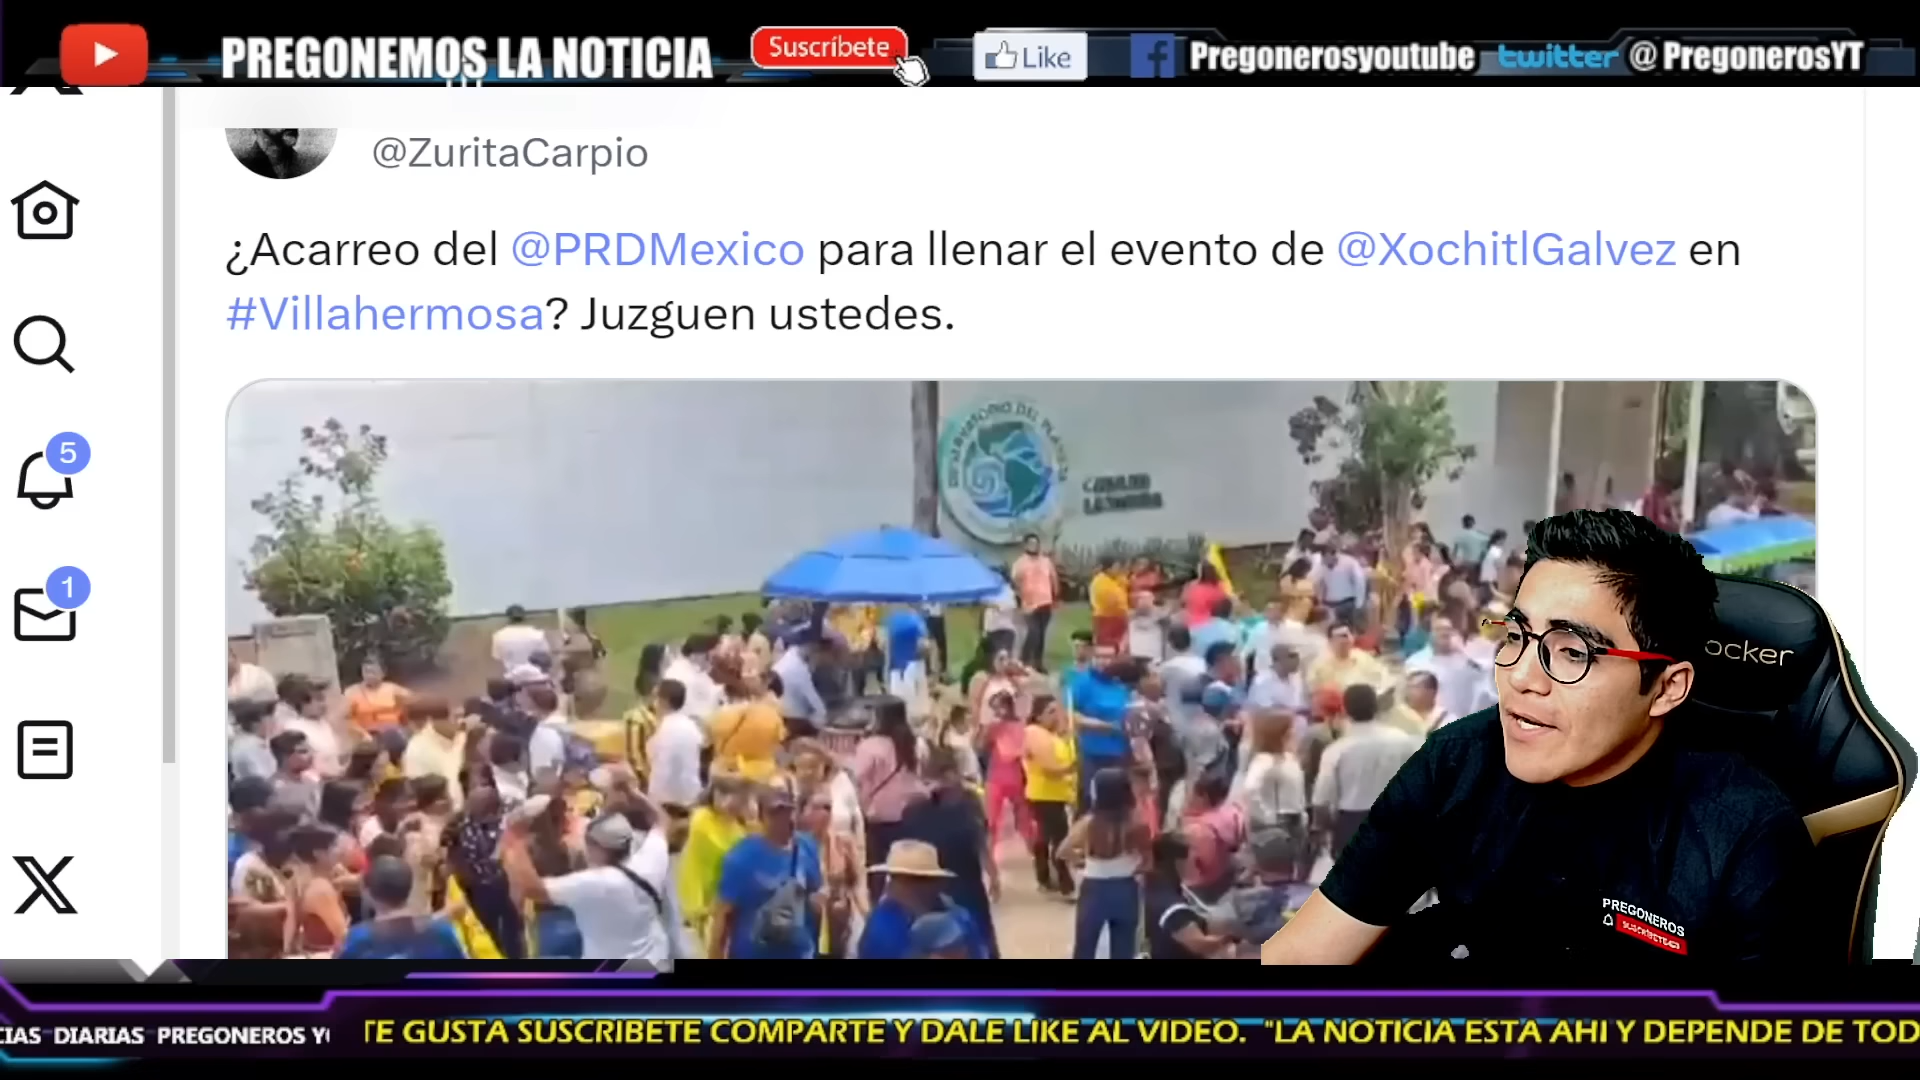 PREGONEMOS LA NOTICIA
Suscríbete
Like
Pregonerosyoutube
twitter @PregonerosYT
@ZuritaCarpio
¿Acarreo del @PRDMexico para llenar el evento de @XochitlGalvez en
#Villahermosa? Juzguen ustedes.
5
1
ocker
PREGONEROS
CIAS DIARIAS PREGONEROS
TE GUSTA SUSCRIBETE COMPARTE Y DALE LIKE AL VIDEO. "LA NOTICIA ESTA AHI Y DEPENDE DE TOD